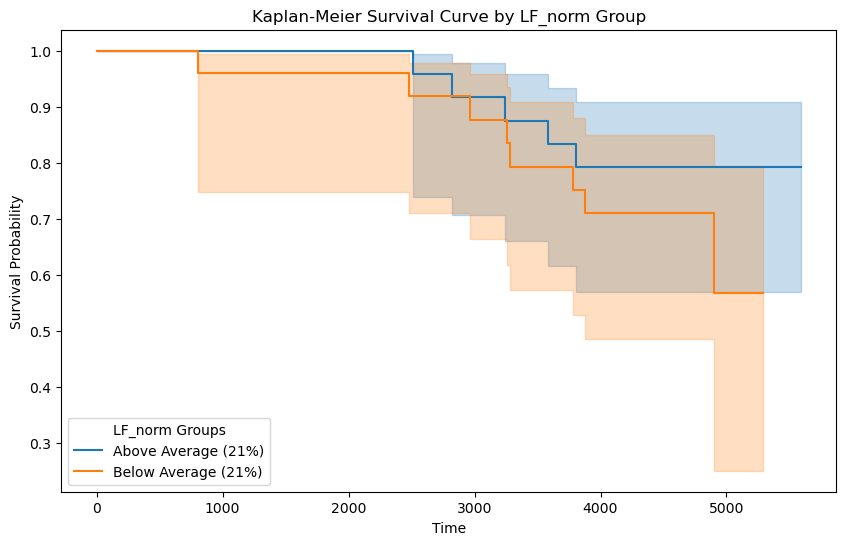 Kaplan-Meier Survival Curve by LF_norm Group
1.0
0.9
0.8
0.7
0.6
0.5
0.4
0.3
Survival Probability
LF_norm Groups
Above Average (21%)
Below Average (21%)
0 1000 2000 3000 4000 5000
Time